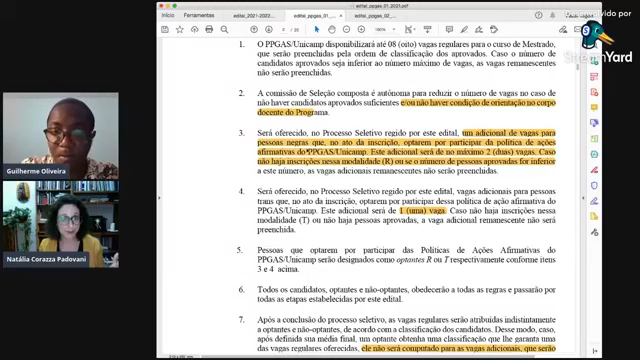 edital_ppgas_01_2021.pdf
Início
Ferramentas
edital_2021-2022...
edital_ppgas_01...
edital_ppgas_02...
StreamYard
1. O PPGAS/Unicamp disponibilizará até 08 (oito) vagas regulares para o curso de Mestrado,
que serão preenchidas pela ordem de classificação dos aprovados. Caso o número de
candidatos aprovados seja inferior ao número máximo de vagas, as vagas remanescentes
não serão preenchidas.
2. A comissão de Seleção composta é autônoma para reduzir o número de vagas no caso de
não haver candidatos aprovados suficientes e/ou não haver condição de orientação no corpo
docente do Programa.
3. Será oferecido, no Processo Seletivo regido por este edital, um adicional de vagas para
pessoas negras que, no ato da inscrição, optarem por participar da política de ações
afirmativas do PPGAS/Unicamp. Este adicional será de no máximo 2 (duas) vagas. Caso
não haja inscrições nessa modalidade (R) ou se o número de pessoas aprovadas for inferior
a este número, as vagas adicionais remanescentes não serão preenchidas.
4. Será oferecido, no Processo Seletivo regido por este edital, vagas adicionais para pessoas
trans que, no ato da inscrição, optarem por participar dessa política de ação afirmativa do
PPGAS/Unicamp. Este adicional será de 1 (uma) vaga. Caso não haja inscrições nessa
modalidade (T) ou não haja pessoas aprovadas, a vaga adicional remanescente não será
preenchida.
5. Pessoas que optarem por participar das Políticas de Ações Afirmativas do
PPGAS/Unicamp serão designados como optantes R ou T respectivamente conforme itens
3 e 4 acima.
6. Todos os candidatos, optantes e não-optantes, obedecerão a todas as regras e passarão por
todas as etapas estabelecidas por este edital.
7. Após a conclusão do processo seletivo, as vagas regulares serão atribuídas indistintamente
a optantes e não-optantes, de acordo com a classificação dos candidatos. Desse modo, caso,
após definida sua média final, um optante obtenha uma classificação que lhe garanta uma
das vagas regulares oferecidas, ele não será computado para as vagas adicionais, que serão
Guilherme Oliveira
Natália Corazza Padovani